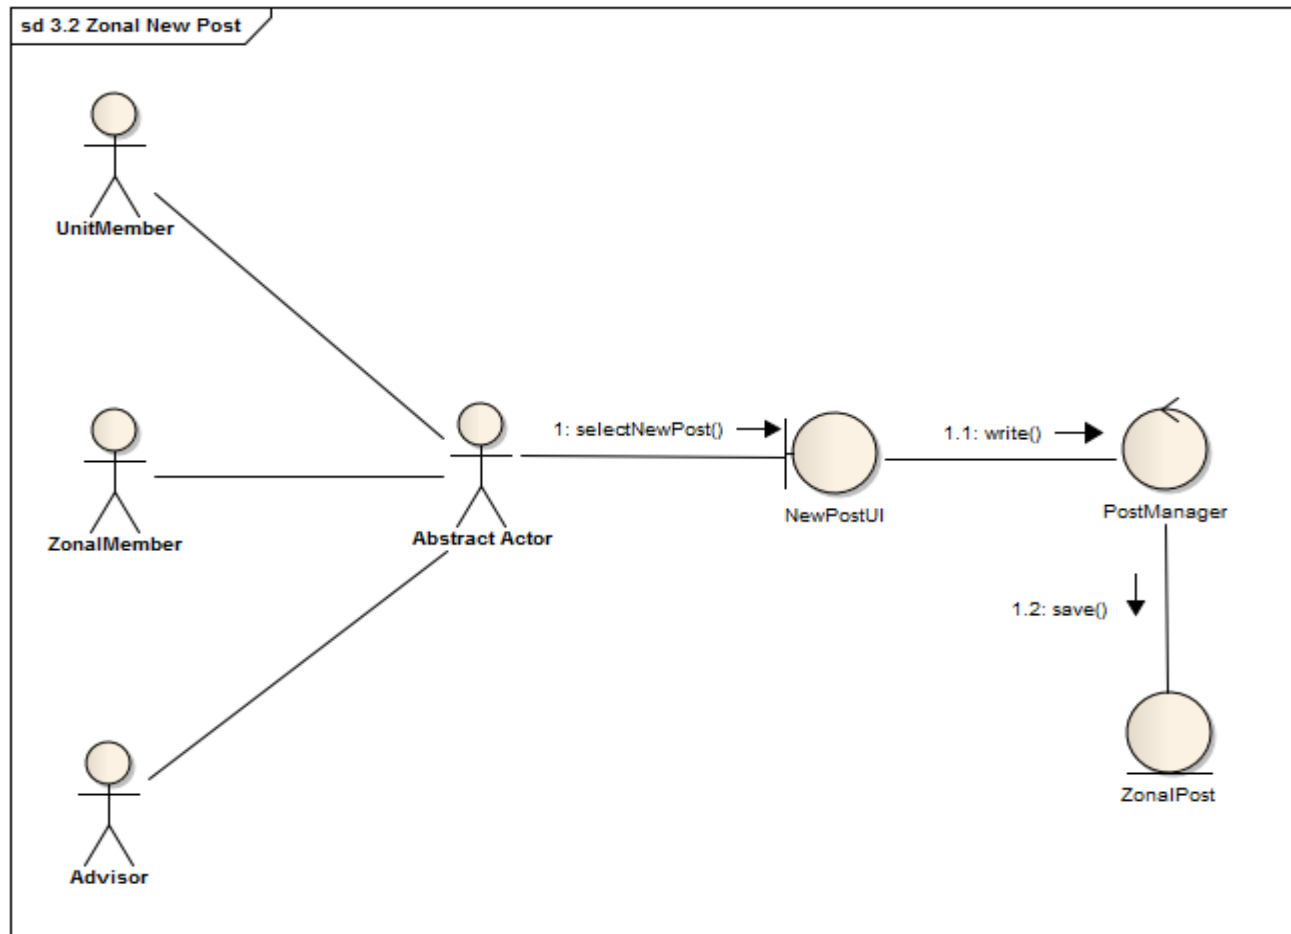 sd 3.2 Zonal New Post
UnitMember
ZonalMember
Abstract Actor
1: selectNewPost()
NewPostUI
1.1: write()
PostManager
1.2: save()
ZonalPost
Advisor